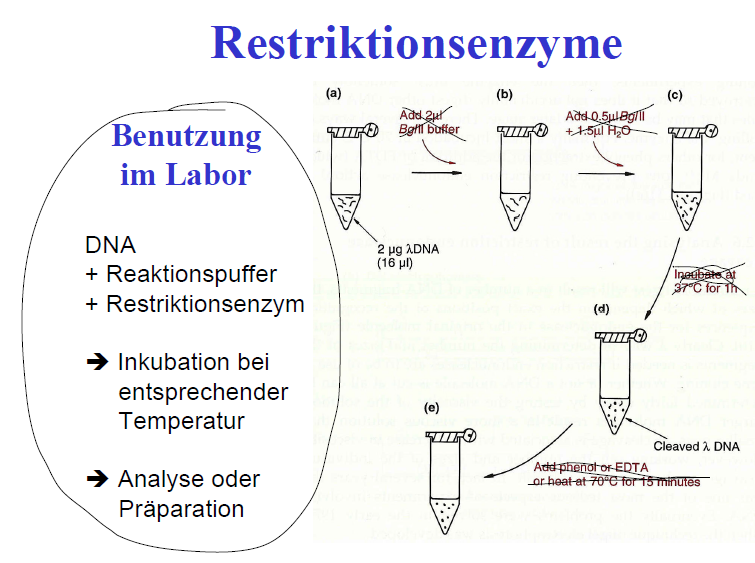 Restriktionsenzyme
Benutzung
im Labor
DNA
+ Reaktionspuffer
+ Restriktionsenzym
➔ Inkubation bei
entsprechender
Temperatur
➔ Analyse oder
Präparation
(a)
Add 2µl
BglII buffer
(b)
Add 0.5µl BglII
+ 1.5µl H₂O
(c)
2 µg λDNA
(16 µl)
Incubate at
37°C for 1h
(d)
Cleaved λ DNA
Add phenol or EDTA
or heat at 70°C for 15 minutes
(e)